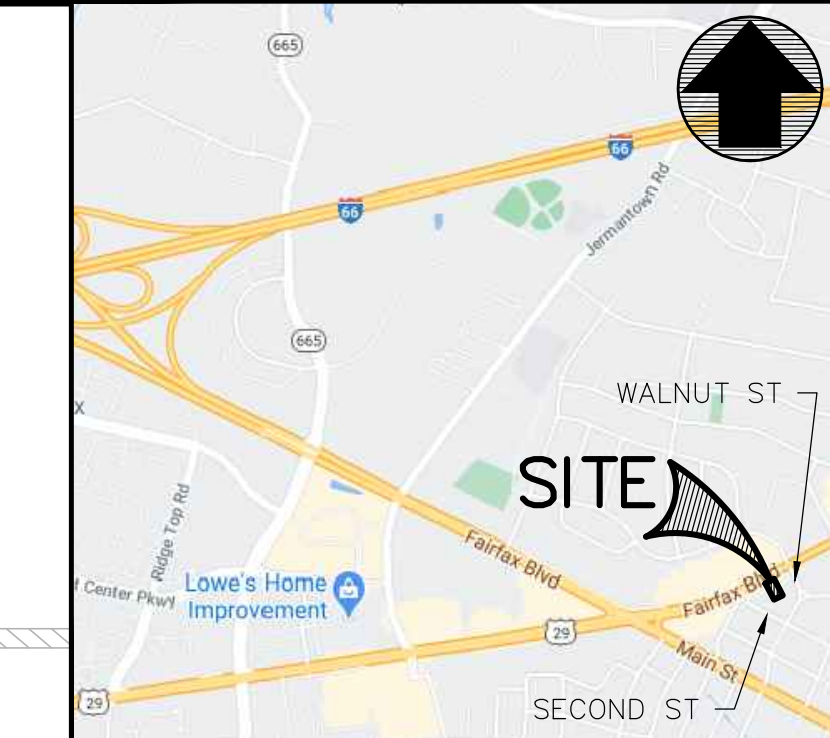 665
66
66
Jermantown Rd
665
WALNUT ST
X
SITE
Ridge Top Rd
Fairfax Blvd
t Center Pkwy
Lowe's Home
Improvement
Fairfax Blvd
29
Main St
29
SECOND ST